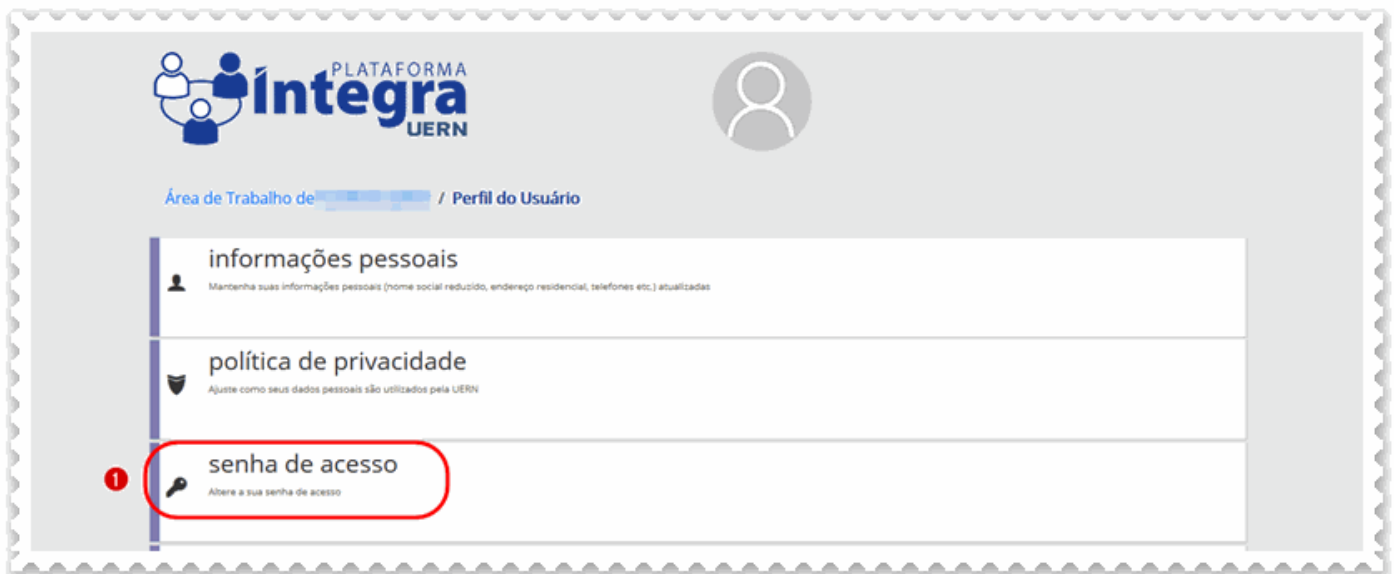 PLATAFORMA
íntegra
UERN
Área de Trabalho de / Perfil do Usuário
informações pessoais
Mantenha suas informações pessoais (nome social reduzido, endereço residencial, telefones etc.) atualizadas
política de privacidade
Ajuste como seus dados pessoais são utilizados pela UERN
1 senha de acesso
Altere a sua senha de acesso